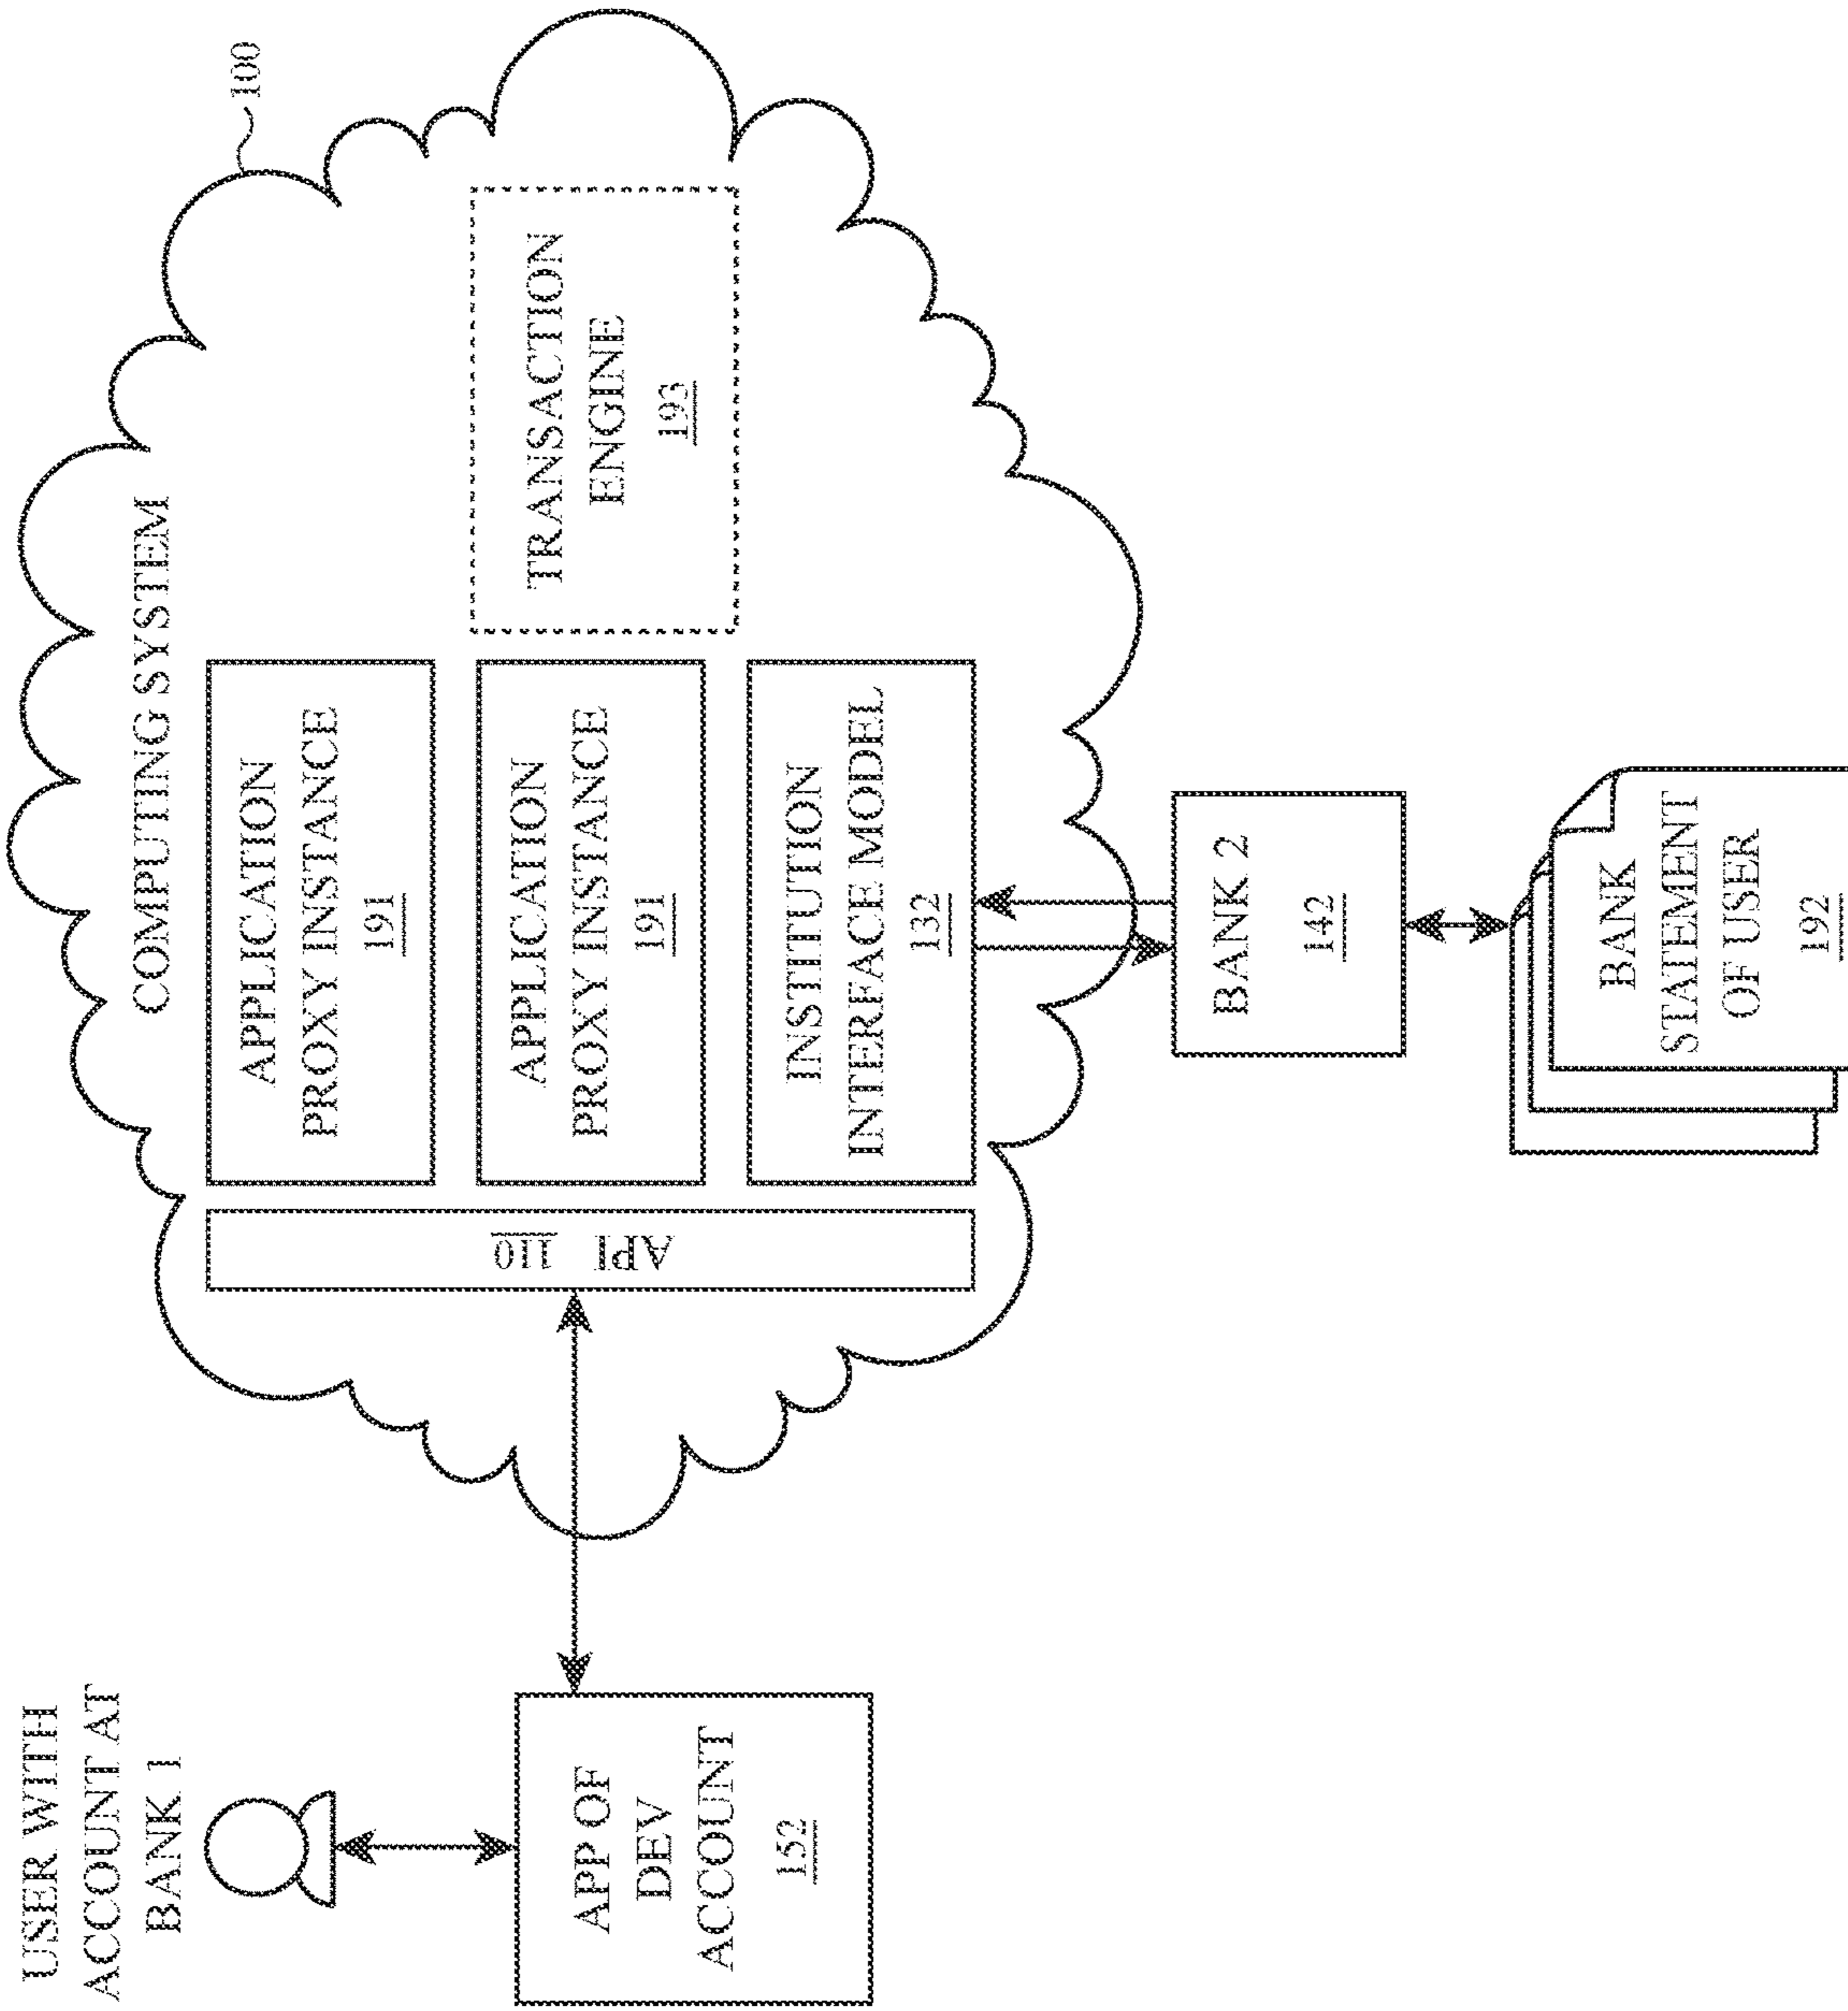 USER WITH
ACCOUNT AT
BANK 1
APP OF
DEV
ACCOUNT
152
COMPUTING SYSTEM
100
API 110
APPLICATION
PROXY INSTANCE
191
APPLICATION
PROXY INSTANCE
191
INSTITUTION
INTERFACE MODEL
132
TRANSACTION
ENGINE
193
BANK 2
142
BANK
STATEMENT
OF USER
192